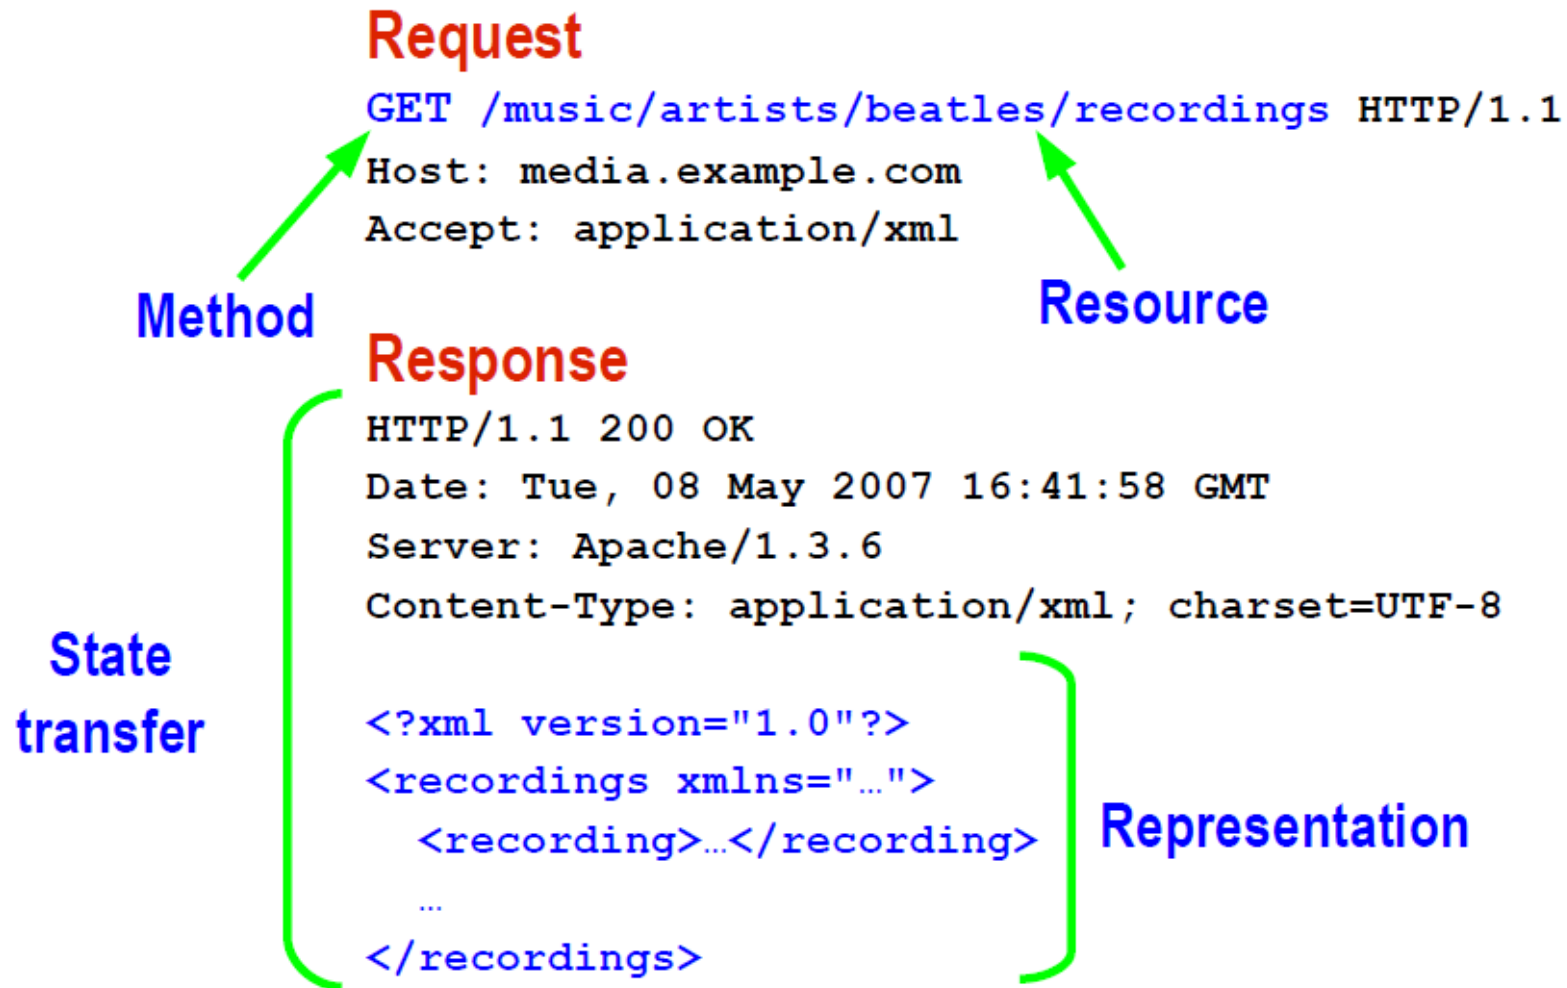 Request
GET /music/artists/beatles/recordings HTTP/1.1
Host: media.example.com
Accept: application/xml
Method
Resource
Response
HTTP/1.1 200 OK
Date: Tue, 08 May 2007 16:41:58 GMT
Server: Apache/1.3.6
Content-Type: application/xml; charset=UTF-8
State
transfer
<?xml version="1.0"?>
<recordings xmlns="…">
<recording>…</recording>
…
</recordings>
Representation